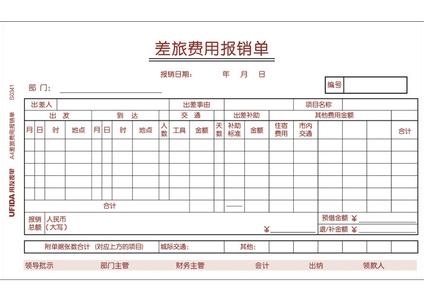 差旅费用报销单
报销日期： 年 月 日
部 门： 编号
出差人 出差事由 项目名称
出 发 到 达 人数 交 通 天数 出差补助 住宿费用 市内交通 其他费用金额 合计
月 日 时 地点 月 日 时 地点 工具 金额 补助标准 金额
合计
报销总额 人民币（大写） ￥ 预借金额 ￥
退/补金额 ￥
附单据张数合计 (对应上方的项目) 城际交通： 其他：
领导批示 部门主管 财务主管 会计 出纳 领款人
UFIDA 用友表单 A4差旅费用报销单 SG341